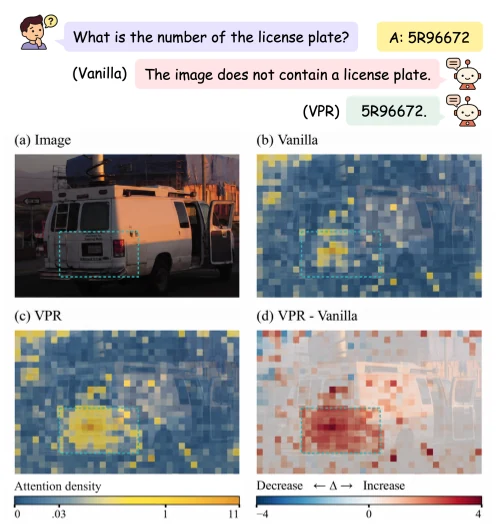 What is the number of the license plate?
A: 5R96672
(Vanilla) The image does not contain a license plate.
(VPR) 5R96672.
(a) Image
(b) Vanilla
(c) VPR
(d) VPR - Vanilla
Attention density
0 .03 1 11
Decrease ← Δ → Increase
−4 0 4